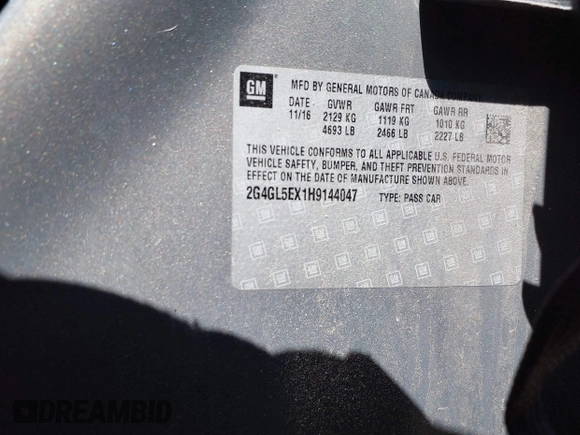 GM
MFD BY GENERAL MOTORS OF CANADA COMPANY
DATE GVWR GAWR FRT GAWR RR
11/16 2129 KG 1119 KG 1010 KG
4693 LB 2466 LB 2227 LB
THIS VEHICLE CONFORMS TO ALL APPLICABLE U.S. FEDERAL MOTOR
VEHICLE SAFETY, BUMPER, AND THEFT PREVENTION STANDARDS IN
EFFECT ON THE DATE OF MANUFACTURE SHOWN ABOVE.
2G4GL5EX1H9144047 TYPE: PASS CAR
DREAMBID